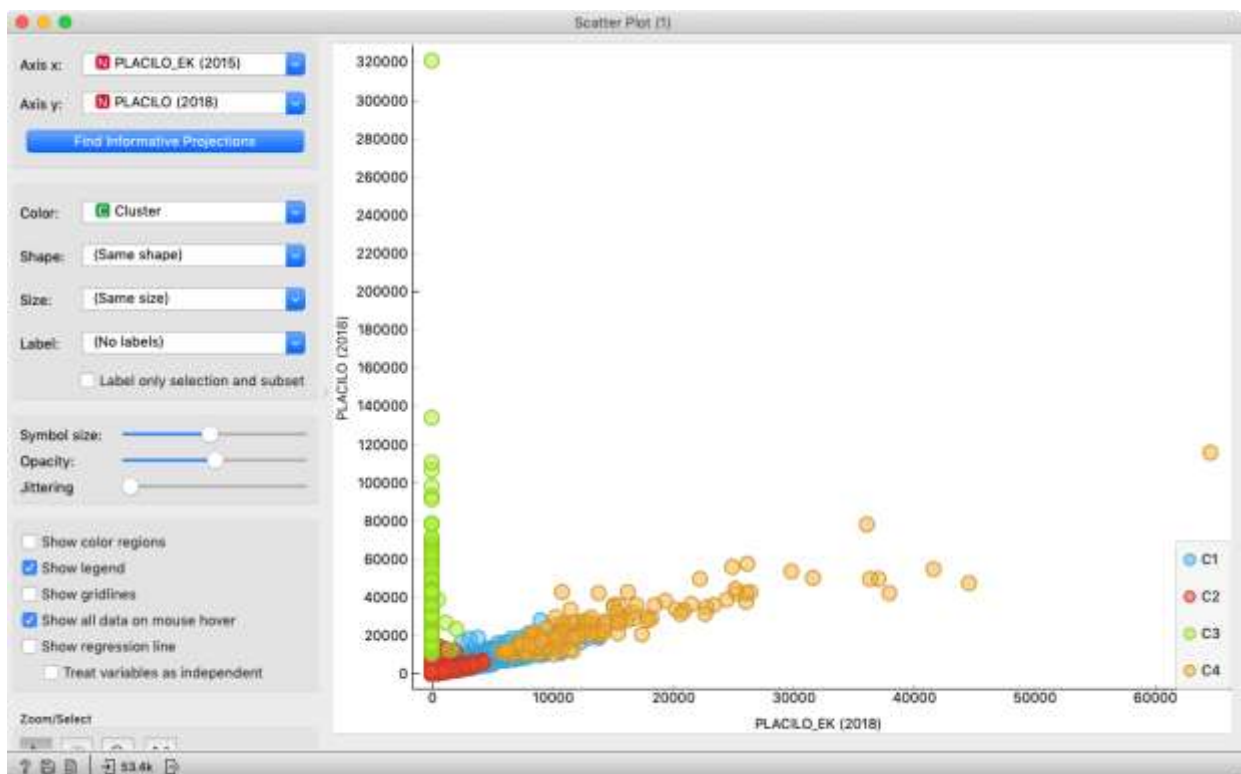 Scatter Plot (1)
Axis x: N PLACILO_EK (2015)
Axis y: N PLACILO (2018)
Find Informative Projections
Color: C Cluster
Shape: (Same shape)
Size: (Same size)
Label: (No labels)
Label only selection and subset
Symbol size:
Opacity:
Jittering
Show color regions
Show legend
Show gridlines
Show all data on mouse hover
Show regression line
Treat variables as independent
Zoom/Select
? 53.6k
PLACILO (2018)
320000
300000
280000
260000
240000
220000
200000
180000
160000
140000
120000
100000
80000
60000
40000
20000
0
0 10000 20000 30000 40000 50000 60000
PLACILO_EK (2018)
C1
C2
C3
C4